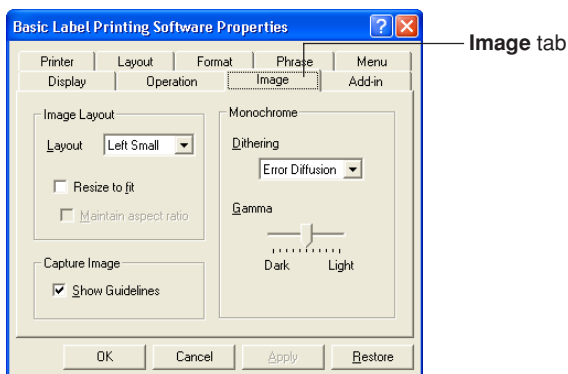 Basic Label Printing Software Properties
Image tab
Printer Layout Format Phrase Menu
Display Operation Image Add-in
Image Layout
Layout Left Small
Resize to fit
Maintain aspect ratio
Capture Image
Show Guidelines
Monochrome
Dithering
Error Diffusion
Gamma
Dark Light
OK Cancel Apply Restore